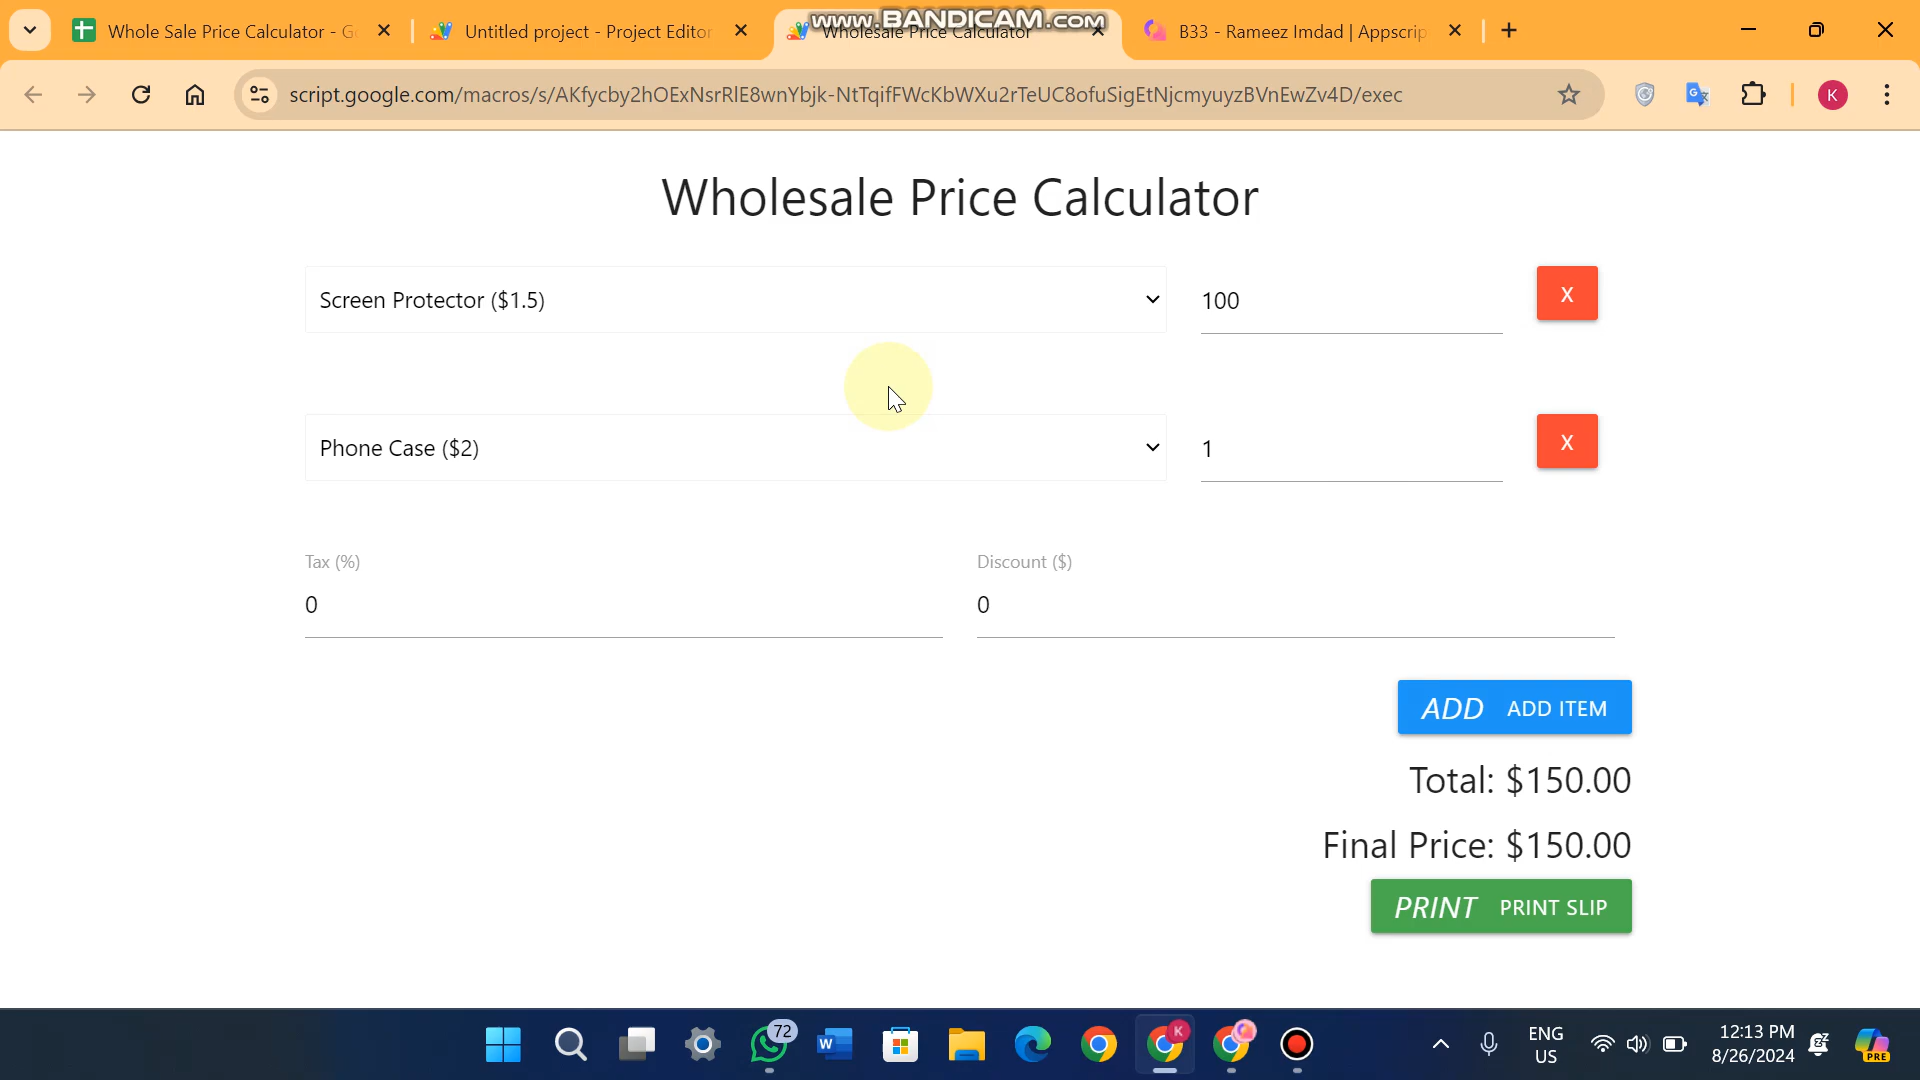 Whole Sale Price Calculator - Go
Untitled project - Project Editor
Wholesale Price Calculator
B33 - Rameez Imdad | Appscrip
www.BANDICAM.com
script.google.com/macros/s/AKfycby2hOExNsrRlE8wnYbjk-NtTqifFWcKbWXu2rTeUC8ofuSigEtNjcmyuyzBVnEwZv4D/exec
K
Wholesale Price Calculator
Screen Protector ($1.5)
100
X
Phone Case ($2)
1
X
Tax (%)
Discount ($)
0
0
ADD ADD ITEM
Total: $150.00
Final Price: $150.00
PRINT PRINT SLIP
72
W
K
ENG
US
12:13 PM
8/26/2024
PRE